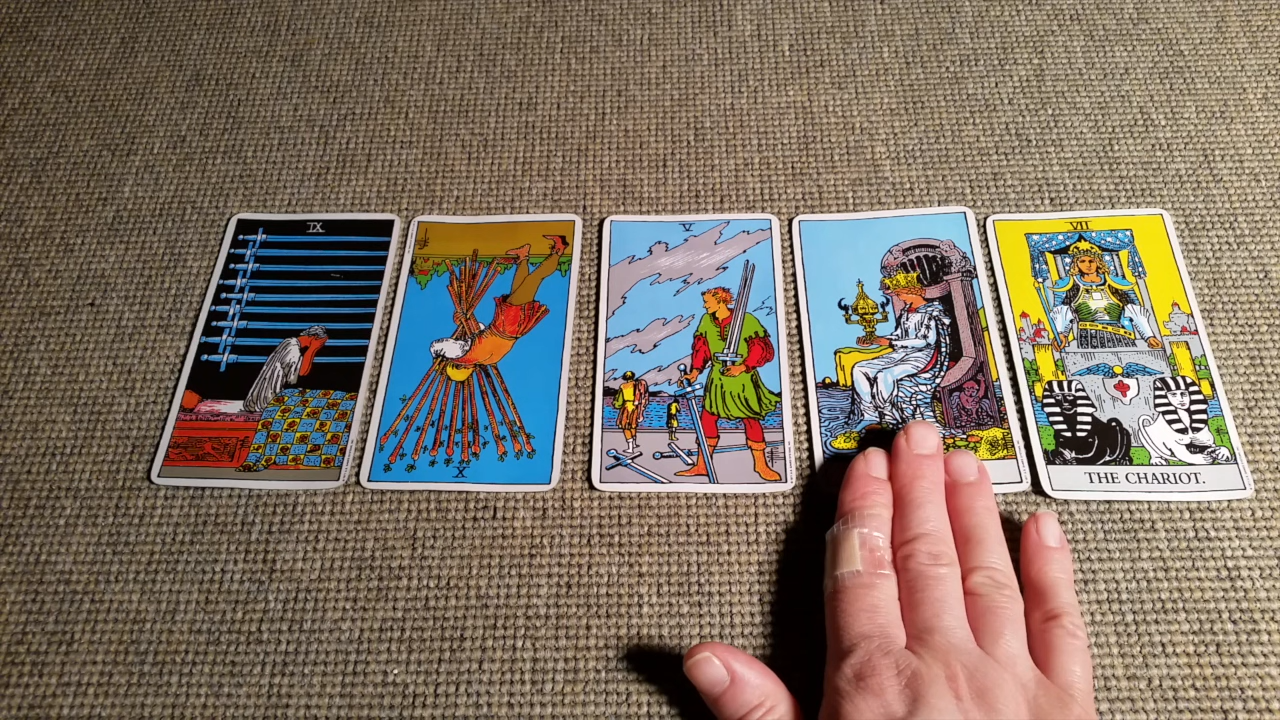 IX
X
V
VII
THE CHARIOT.